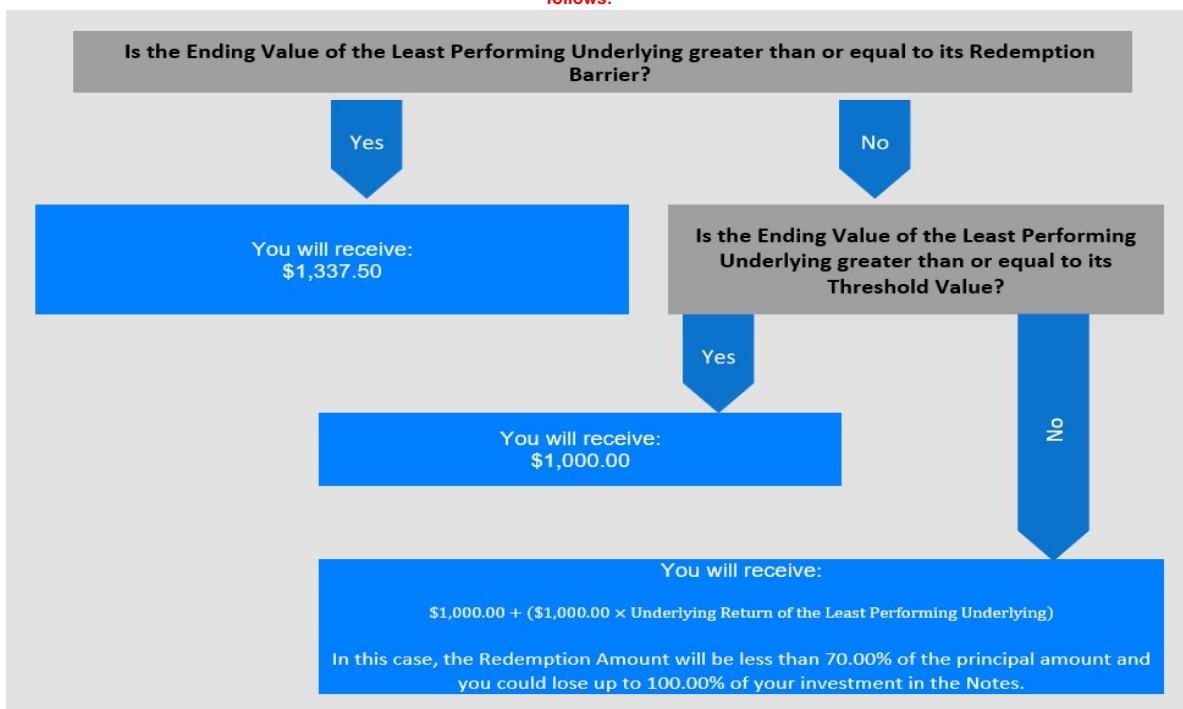 follows:
Is the Ending Value of the Least Performing Underlying greater than or equal to its Redemption
Barrier?
Yes
No
You will receive:
$1,337.50
Is the Ending Value of the Least Performing
Underlying greater than or equal to its
Threshold Value?
Yes
No
You will receive:
$1,000.00
You will receive:
$1,000.00 + ($1,000.00 × Underlying Return of the Least Performing Underlying)
In this case, the Redemption Amount will be less than 70.00% of the principal amount and
you could lose up to 100.00% of your investment in the Notes.